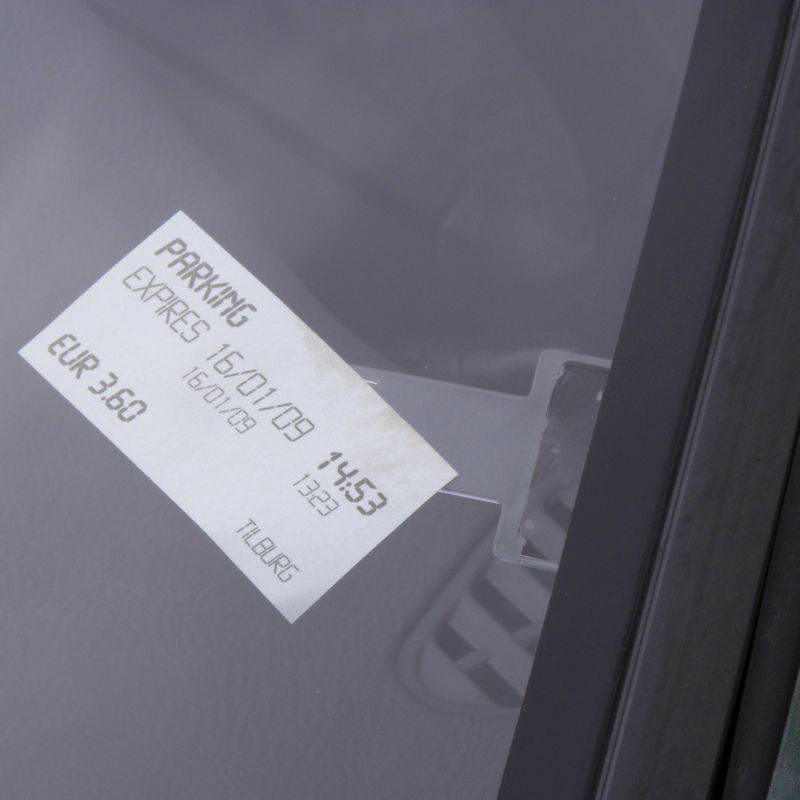 PARKING
EXPIRES 16/01/09 14:53
16/01/09 13:23
EUR 3.60
TILBURG